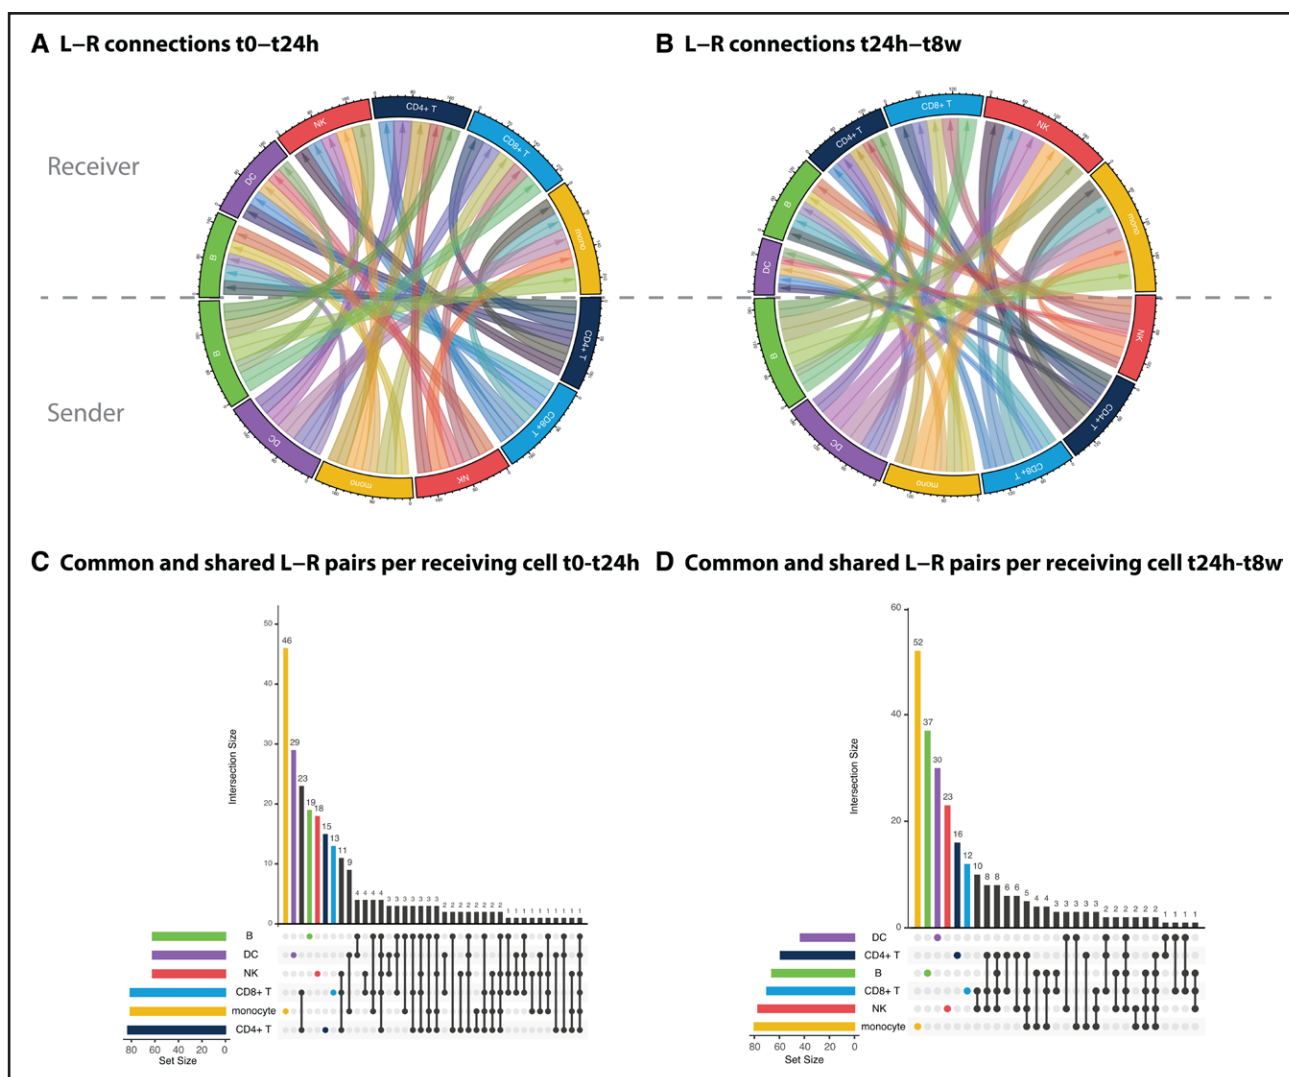 A L–R connections t0–t24h
B L–R connections t24h–t8w
Receiver
Sender
NK
CD4+ T
CD8+ T
mono
DC
B
B
DC
mono
NK
CD8+ T
CD4+ T
CD4+ T
CD8+ T
NK
mono
B
DC
B
DC
mono
CD8+ T
CD4+ T
NK
C Common and shared L–R pairs per receiving cell t0-t24h
D Common and shared L–R pairs per receiving cell t24h-t8w
Intersection Size
50
40
30
20
10
0
46
29
23
19
18
15
13
11
9
4 4 4 4 3 3 3 3 3 3 3 2 2 2 2 2 2 2 2 1 1 1 1 1 1 1 1 1 1
B
DC
NK
CD8+ T
monocyte
CD4+ T
80 60 40 20 0
Set Size
Intersection Size
60
40
20
0
52
37
30
23
16
12
10
8 8 6 6 5 4 4 3 3 3 3 3 2 2 2 2 2 2 1 1 1 1
DC
CD4+ T
B
CD8+ T
NK
monocyte
80 60 40 20 0
Set Size